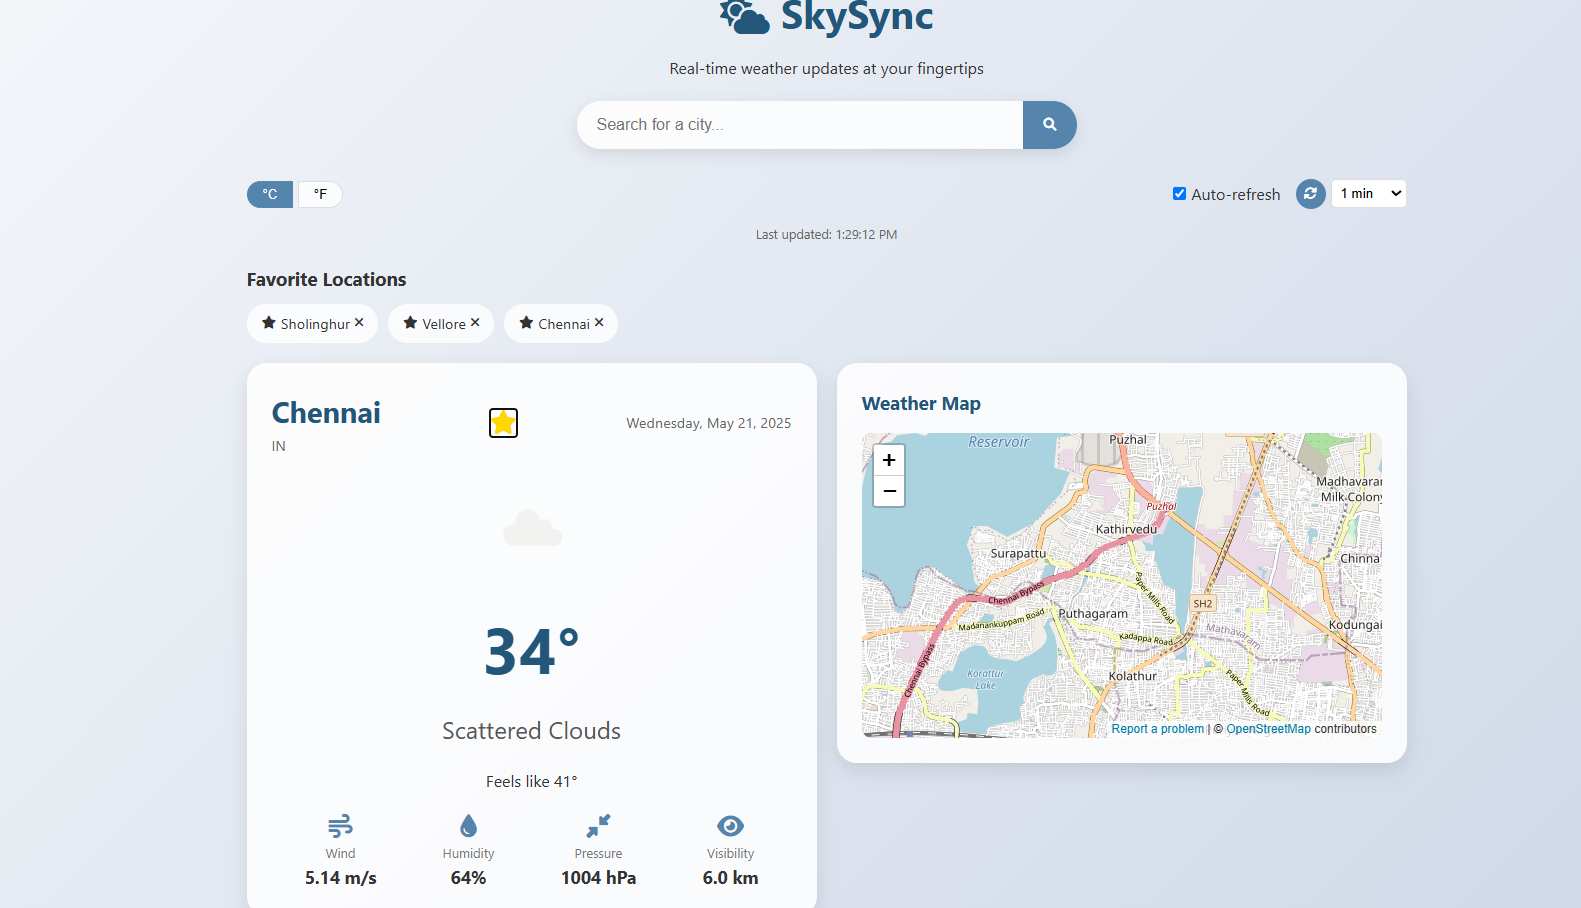 SkySync
Real-time weather updates at your fingertips
Search for a city...
°C °F
Auto-refresh 1 min
Last updated: 1:29:12 PM
Favorite Locations
Sholinghur × Vellore × Chennai ×
Chennai
IN
Wednesday, May 21, 2025
34°
Scattered Clouds
Feels like 41°
Wind Humidity Pressure Visibility
5.14 m/s 64% 1004 hPa 6.0 km
Weather Map
+
−
Reservoir
Puzhal
Madhavaram
Milk Colony
Puzhal
Kathirvedu
Surapattu
Chinna
Chennai Bypass
Paper Mills Road
SH2
Puthagaram
Madanankuppam Road
Kodungai
Mathavaram
Kadappa Road
Chennai Bypass
Korattur
Lake
Kolathur
Paper Mills Road
Report a problem | © OpenStreetMap contributors